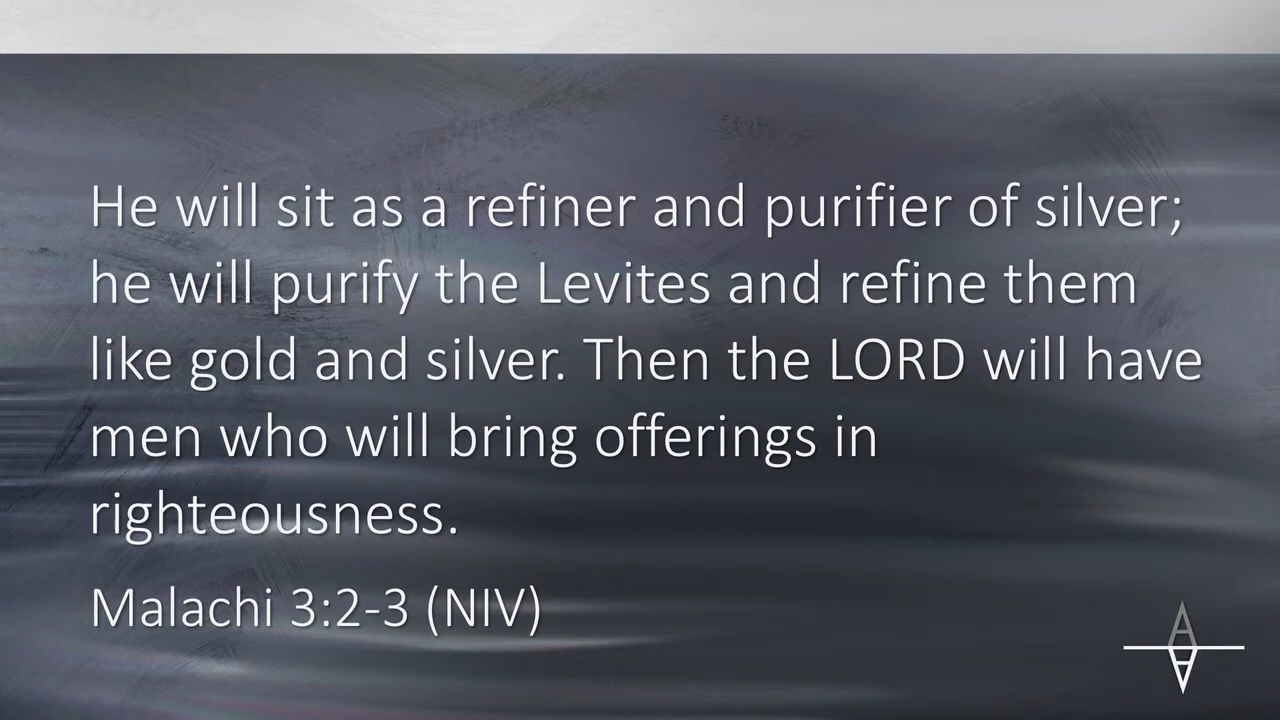 He will sit as a refiner and purifier of silver;
he will purify the Levites and refine them
like gold and silver. Then the LORD will have
men who will bring offerings in
righteousness.
Malachi 3:2-3 (NIV)